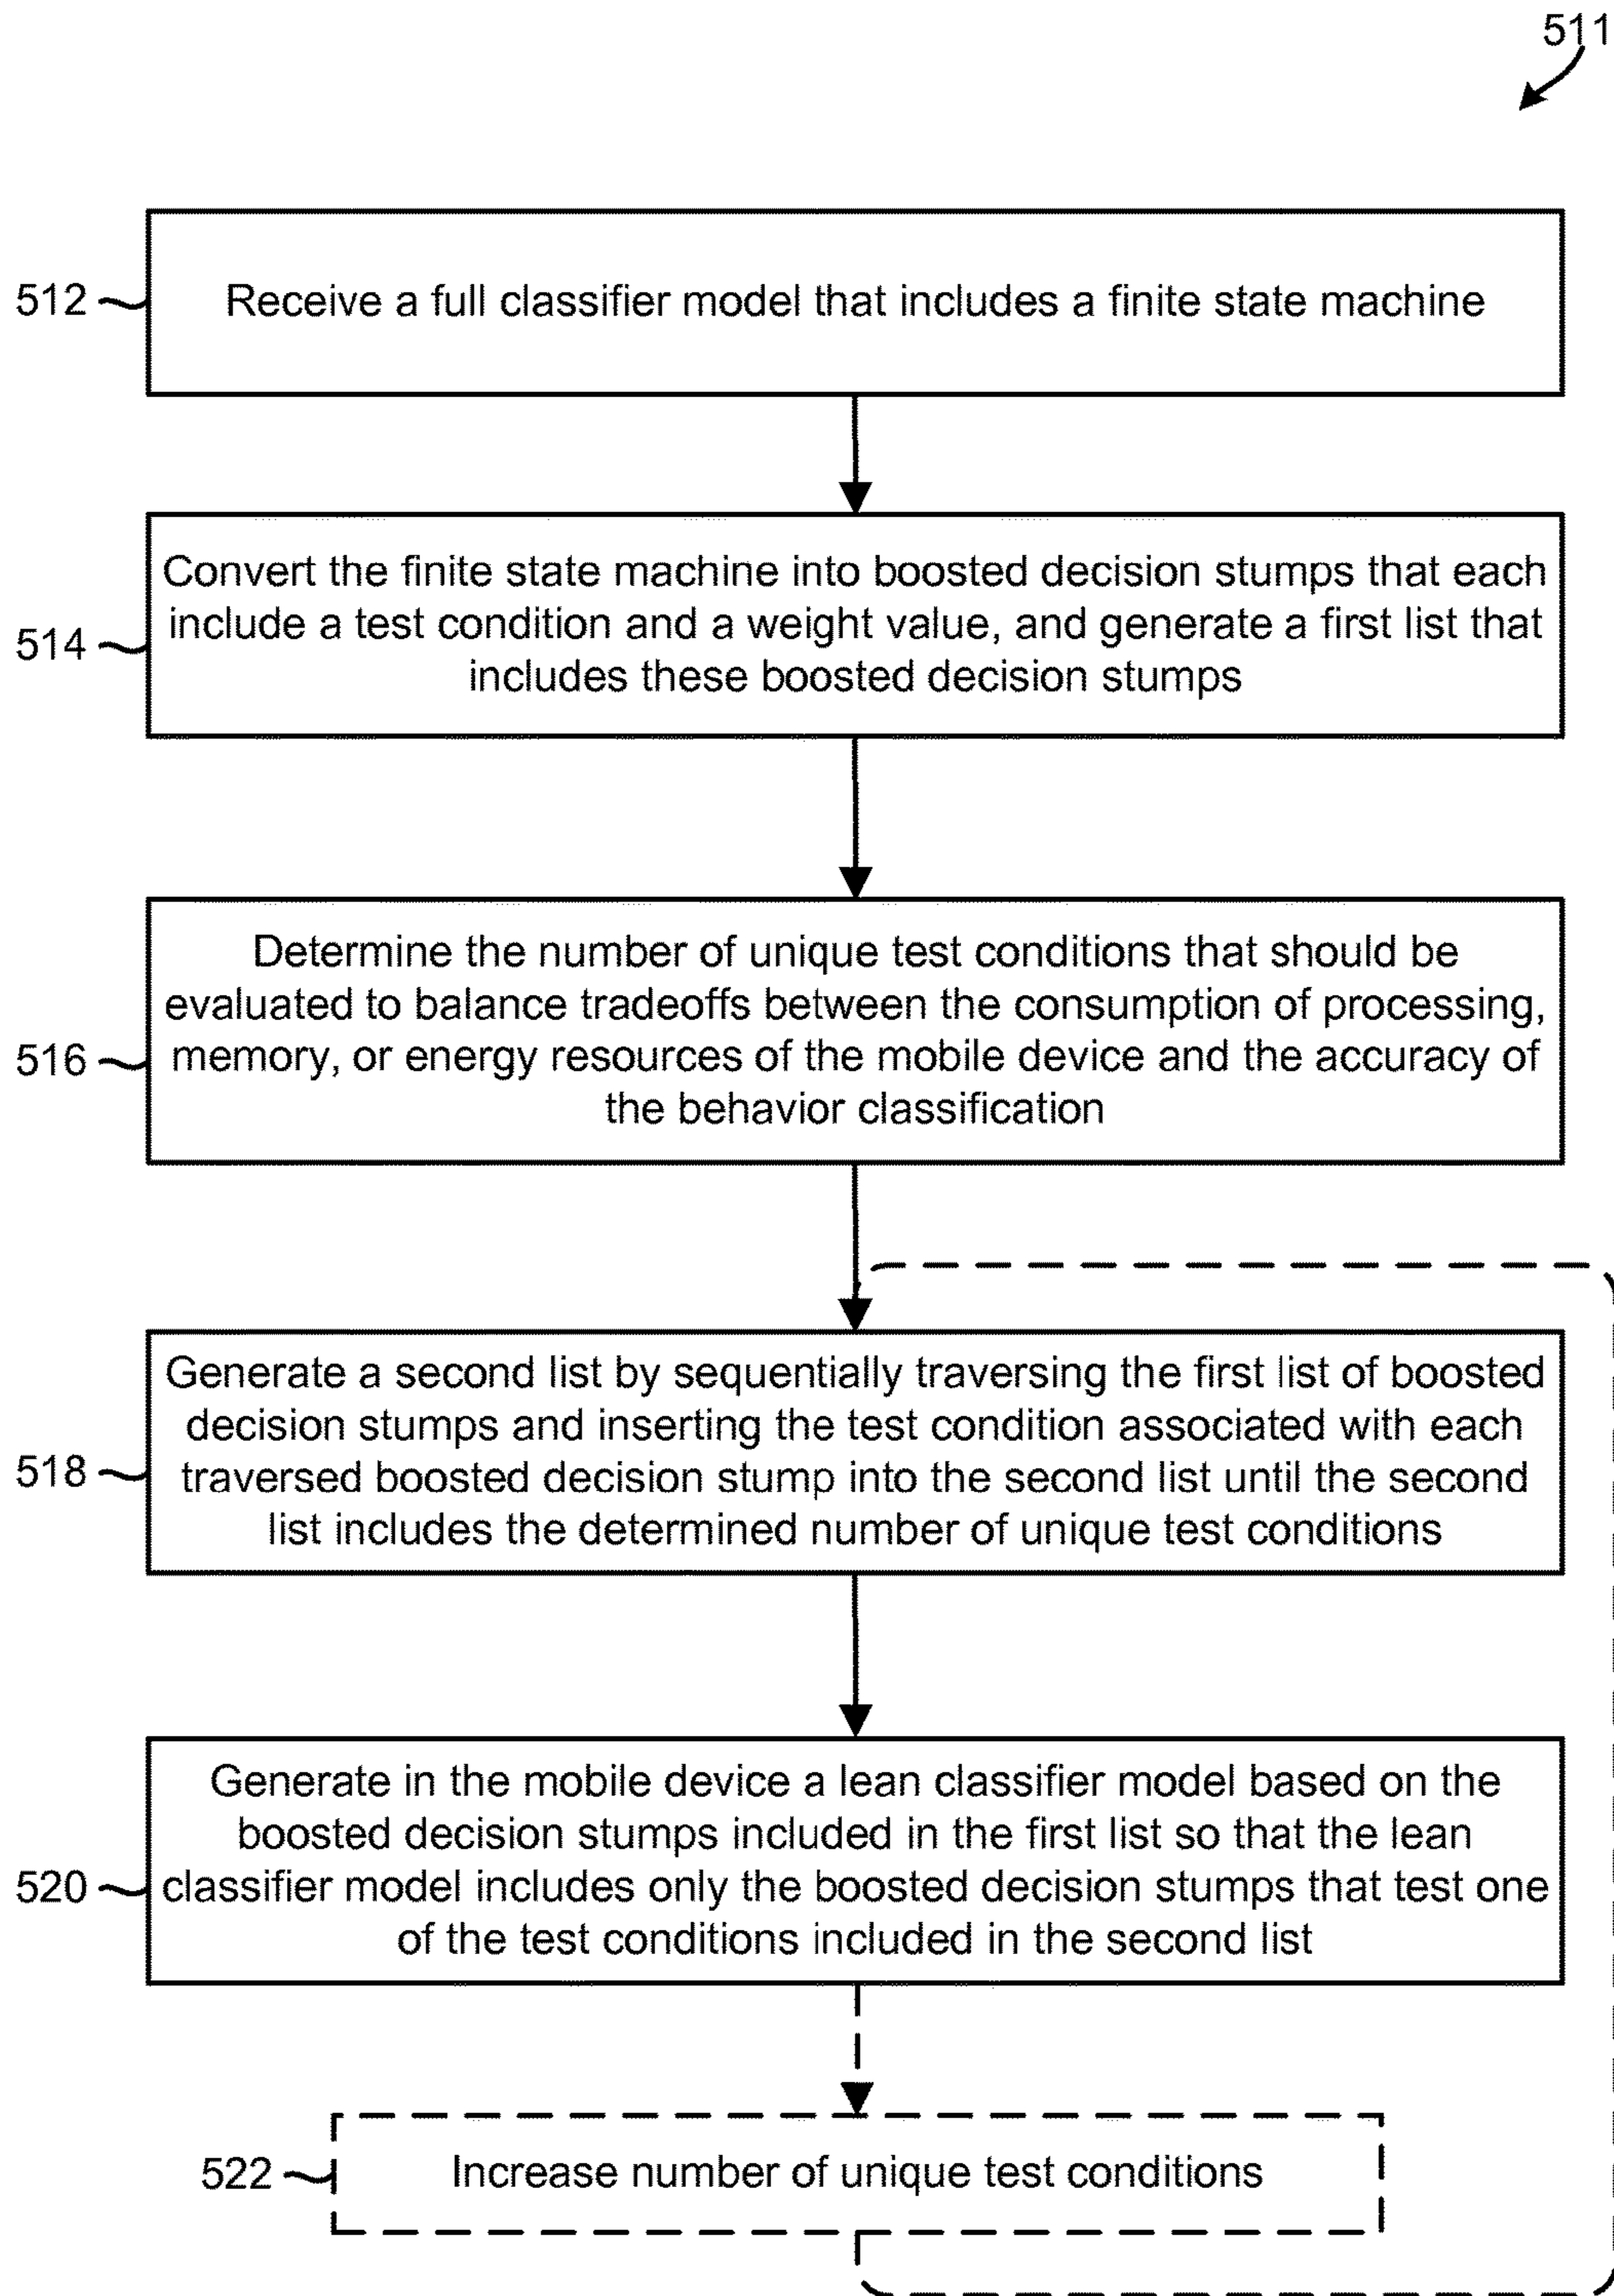 511
512
Receive a full classifier model that includes a finite state machine
514
Convert the finite state machine into boosted decision stumps that each
include a test condition and a weight value, and generate a first list that
includes these boosted decision stumps
516
Determine the number of unique test conditions that should be
evaluated to balance tradeoffs between the consumption of processing,
memory, or energy resources of the mobile device and the accuracy of
the behavior classification
518
Generate a second list by sequentially traversing the first list of boosted
decision stumps and inserting the test condition associated with each
traversed boosted decision stump into the second list until the second
list includes the determined number of unique test conditions
520
Generate in the mobile device a lean classifier model based on the
boosted decision stumps included in the first list so that the lean
classifier model includes only the boosted decision stumps that test one
of the test conditions included in the second list
522
Increase number of unique test conditions